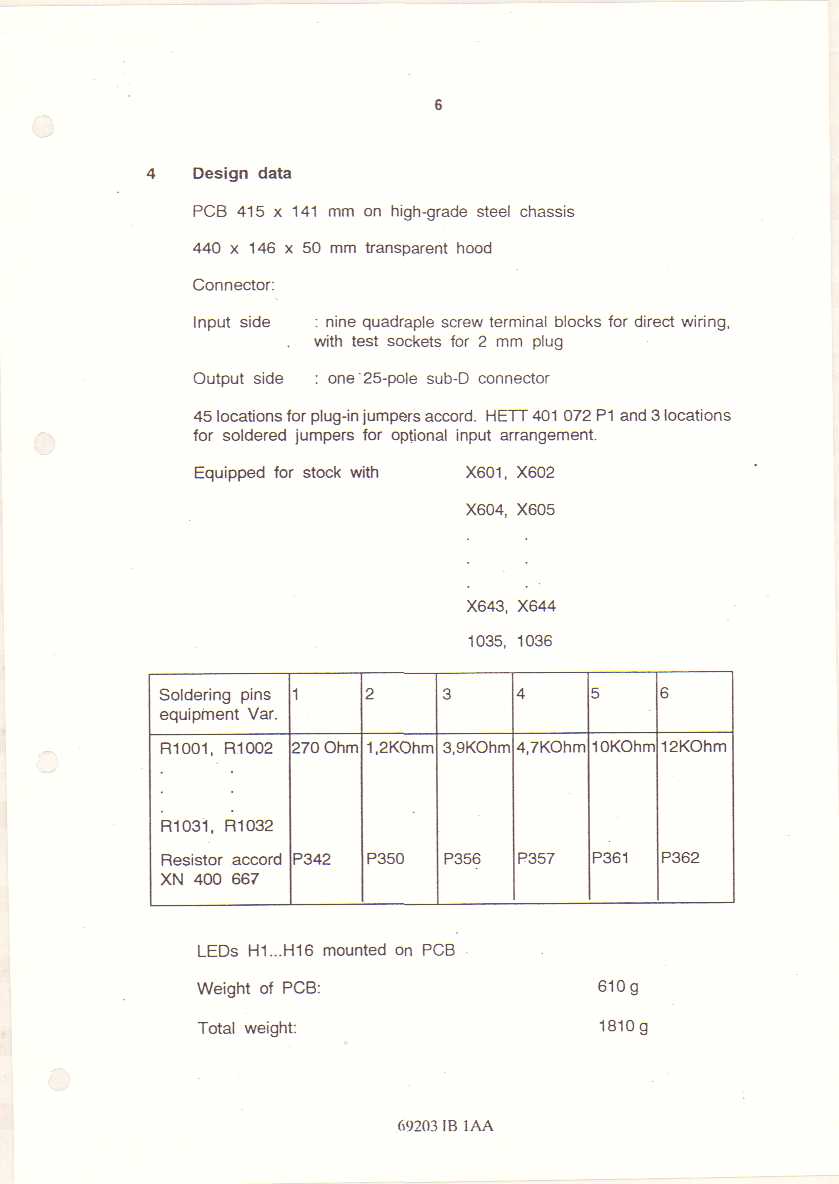 6
4 Design data
PCB 415 x 141 mm on high-grade steel chassis
440 x 146 x 50 mm transparent hood
Connector:
Input side : nine quadraple screw terminal blocks for direct wiring,
with test sockets for 2 mm plug
Output side : one 25-pole sub-D connector
45 locations for plug-in jumpers accord. HETT 401 072 P1 and 3 locations
for soldered jumpers for optional input arrangement.
Equipped for stock with X601, X602
X604, X605
. .
. .
. .
X643, X644
1035, 1036
Soldering pins 1 2 3 4 5 6
equipment Var.
R1001, R1002 270 Ohm 1,2KOhm 3,9KOhm 4,7KOhm 10KOhm 12KOhm
. .
. .
. .
R1031, R1032
Resistor accord P342 P350 P356 P357 P361 P362
XN 400 667
LEDs H1...H16 mounted on PCB
Weight of PCB: 610 g
Total weight: 1810 g
69203 IB 1AA